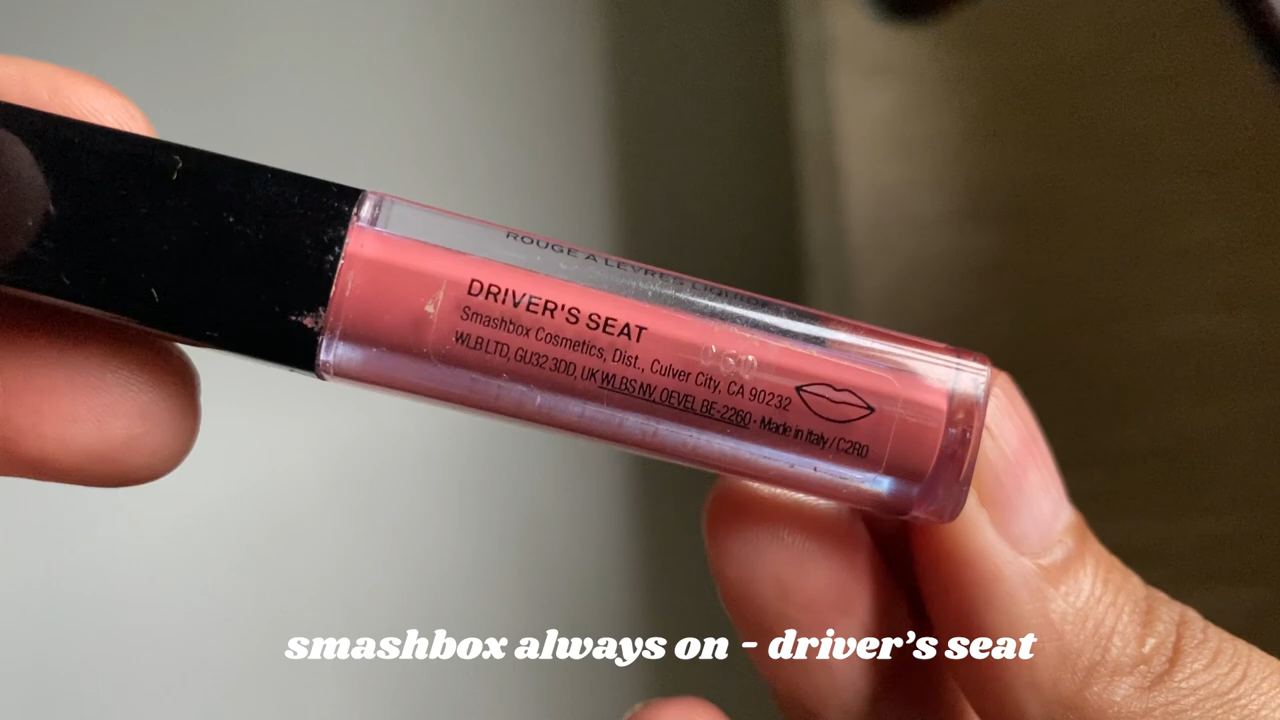 ROUGE A LEVRES LIQUIDE
DRIVER'S SEAT
Smashbox Cosmetics, Dist., Culver City, CA 90232
WLB LTD, GU32 3DD, UK WLBS NV, OEVEL BE-2260 · Made in Italy / C2R0
smashbox always on - driver's seat